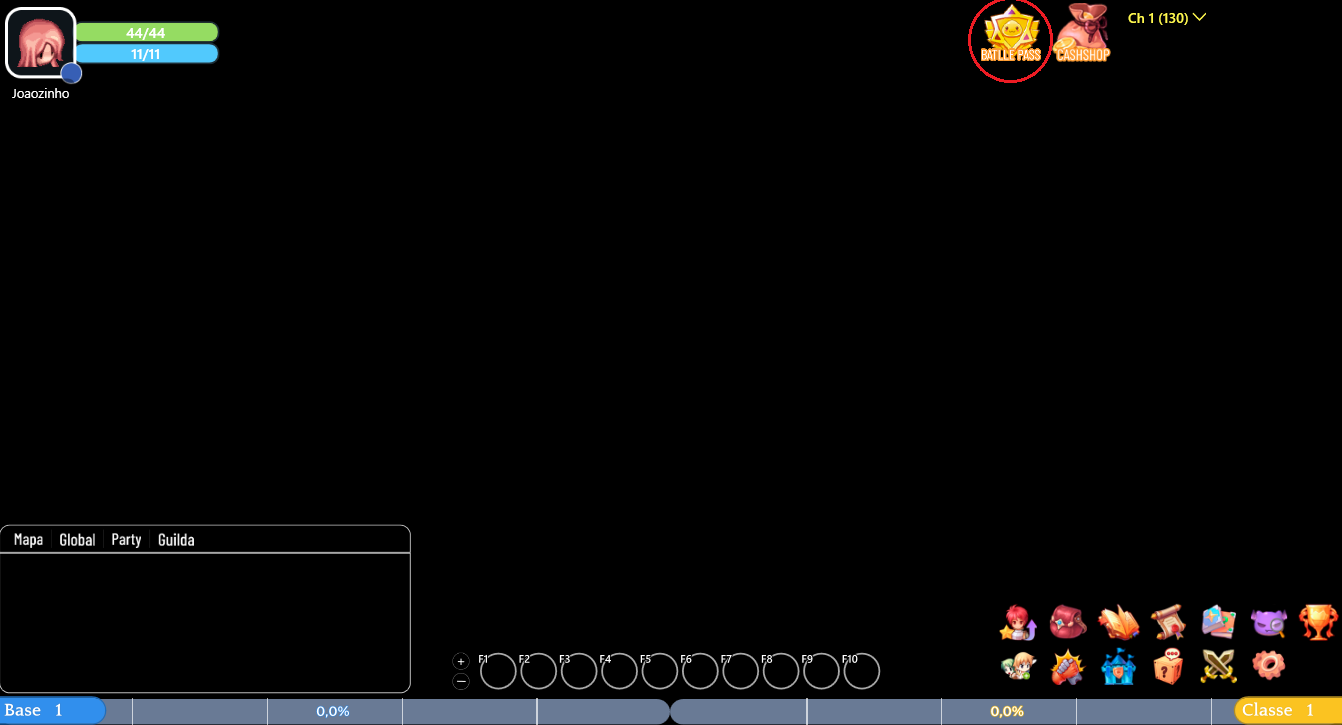 44/44
11/11
Joaozinho
BATLLE PASS
CASHSHOP
Ch 1 (130)
Mapa Global Party Guilda
F1 F2 F3 F4 F5 F6 F7 F8 F9 F10
Base 1 0,0% 0,0% Classe 1